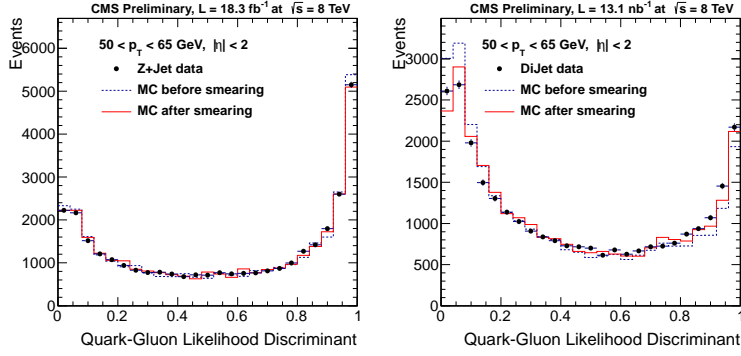 CMS Preliminary, L = 18.3 fb⁻¹ at √s = 8 TeV
Events
6000
5000
4000
3000
2000
1000
0
50 < p_T < 65 GeV, |η| < 2
Z+Jet data
MC before smearing
MC after smearing
0 0.2 0.4 0.6 0.8 1
Quark-Gluon Likelihood Discriminant
CMS Preliminary, L = 13.1 nb⁻¹ at √s = 8 TeV
Events
3000
2500
2000
1500
1000
500
0
50 < p_T < 65 GeV, |η| < 2
DiJet data
MC before smearing
MC after smearing
0 0.2 0.4 0.6 0.8 1
Quark-Gluon Likelihood Discriminant